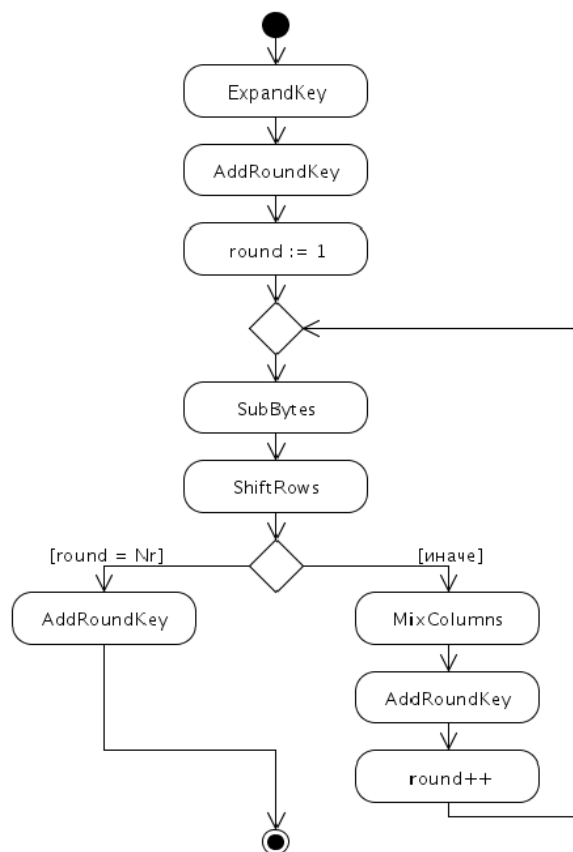 ExpandKey
AddRoundKey
round := 1
SubBytes
ShiftRows
[round = Nr]
[иначе]
AddRoundKey
MixColumns
AddRoundKey
round++